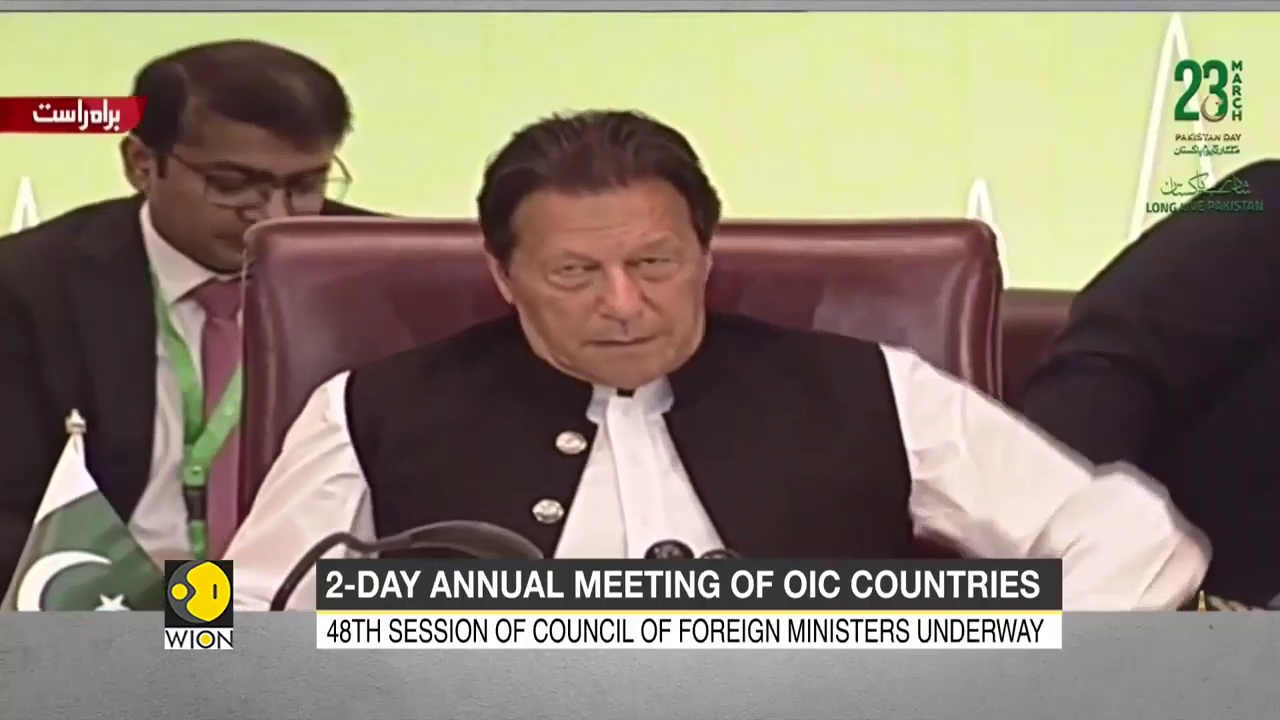 براہ راست
23
MARCH
PAKISTAN DAY
LONG LIVE PAKISTAN
WION
2-DAY ANNUAL MEETING OF OIC COUNTRIES
48TH SESSION OF COUNCIL OF FOREIGN MINISTERS UNDERWAY